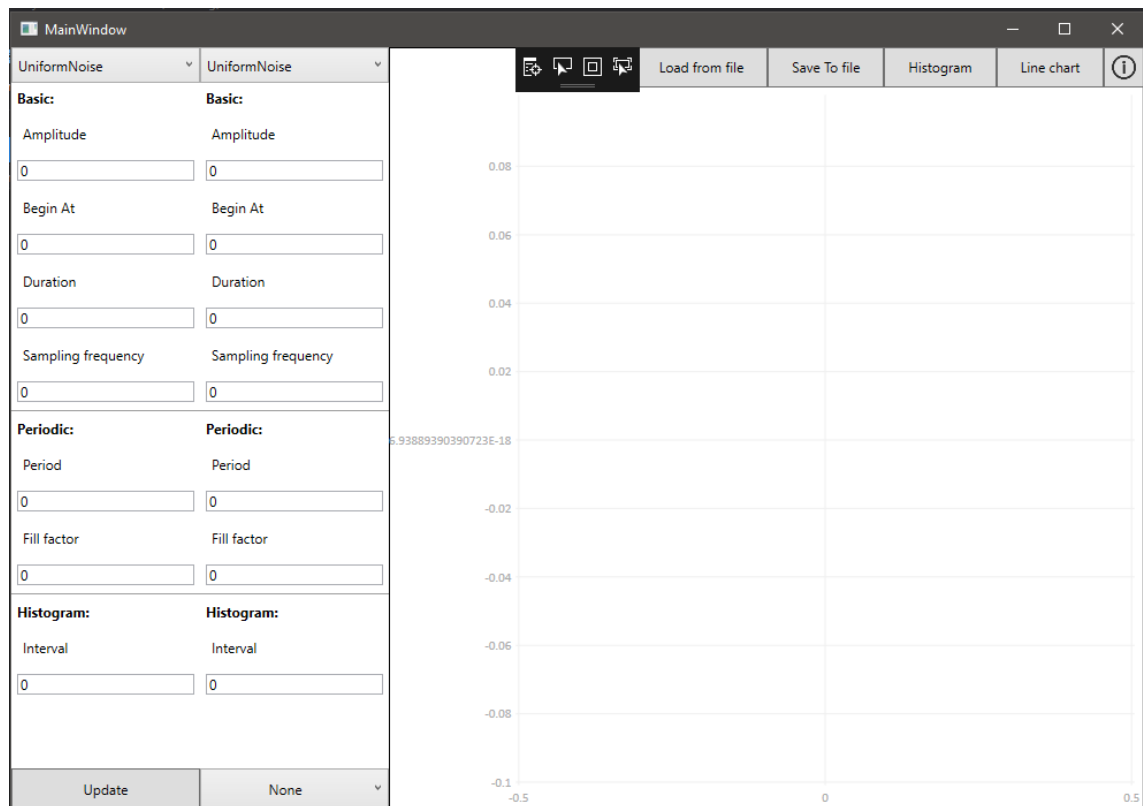 MainWindow
UniformNoise UniformNoise Load from file Save To file Histogram Line chart
Basic: Basic:
Amplitude Amplitude
0 0
Begin At Begin At
0 0
Duration Duration
0 0
Sampling frequency Sampling frequency
0 0
Periodic: Periodic:
Period Period
0 0
Fill factor Fill factor
0 0
Histogram: Histogram:
Interval Interval
0 0
Update None
0.08
0.06
0.04
0.02
6.93889390390723E-18
-0.02
-0.04
-0.06
-0.08
-0.1
-0.5 0 0.5